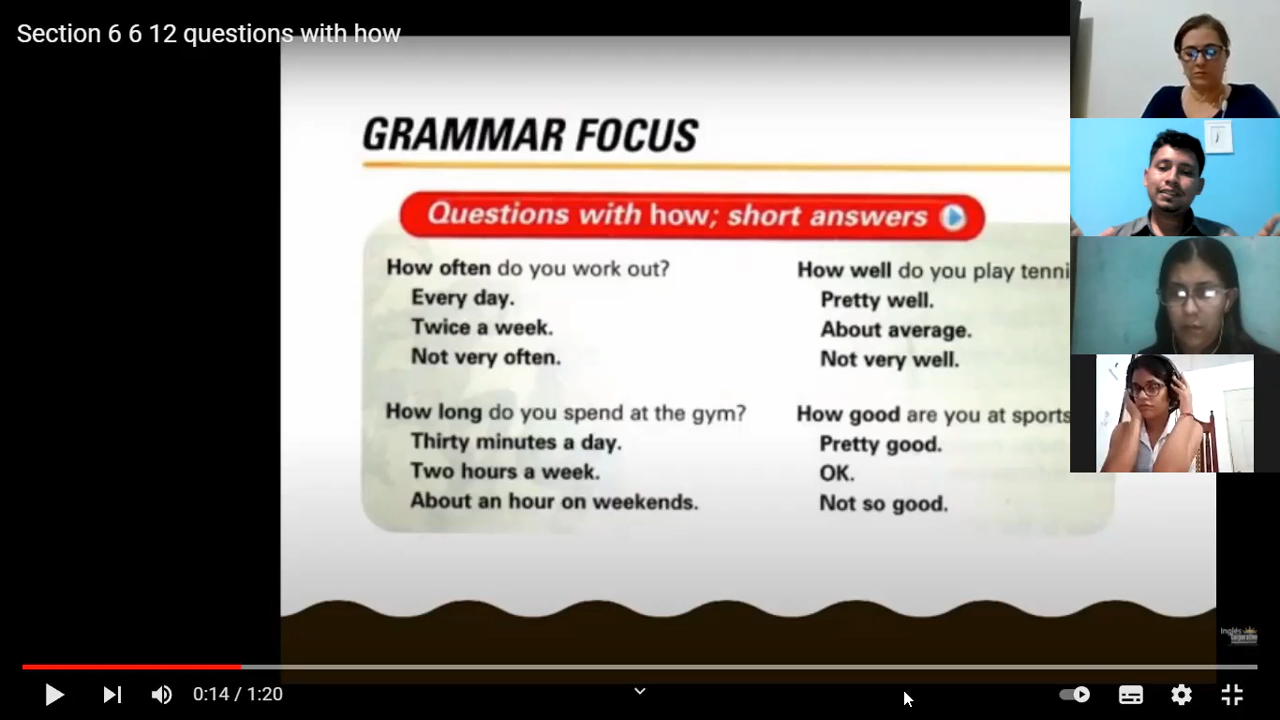 Section 6 6 12 questions with how
GRAMMAR FOCUS
Questions with how; short answers
How often do you work out?
Every day.
Twice a week.
Not very often.
How long do you spend at the gym?
Thirty minutes a day.
Two hours a week.
About an hour on weekends.
How well do you play tenni
Pretty well.
About average.
Not very well.
How good are you at sports
Pretty good.
OK.
Not so good.
Inglés
Corporativo
0:14 / 1:20